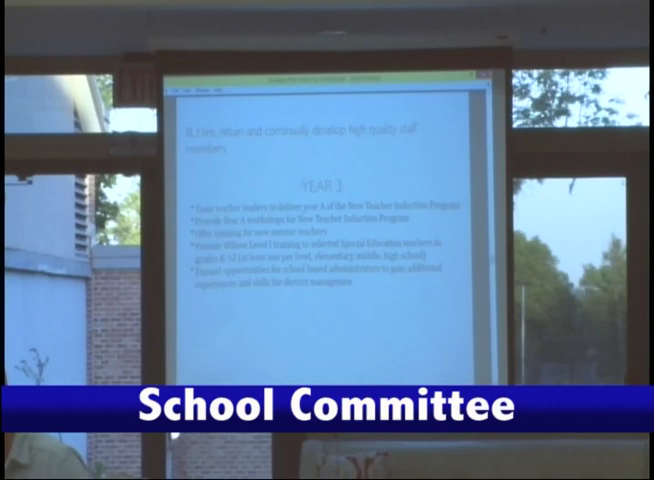 III. Hire, retain and continually develop high quality staff
members.
YEAR 3
*Train teacher leaders to deliver year A of the New Teacher Induction Program
*Provide Year A workshops for New Teacher Induction Program
*Offer training for new mentor teachers
*Provide Wilson Level I training to selected Special Education teachers in
grades K-12 (at least one per level, elementary, middle, high school)
*Expand opportunities for school based administrators to gain additional
experiences and skills for district management
School Committee